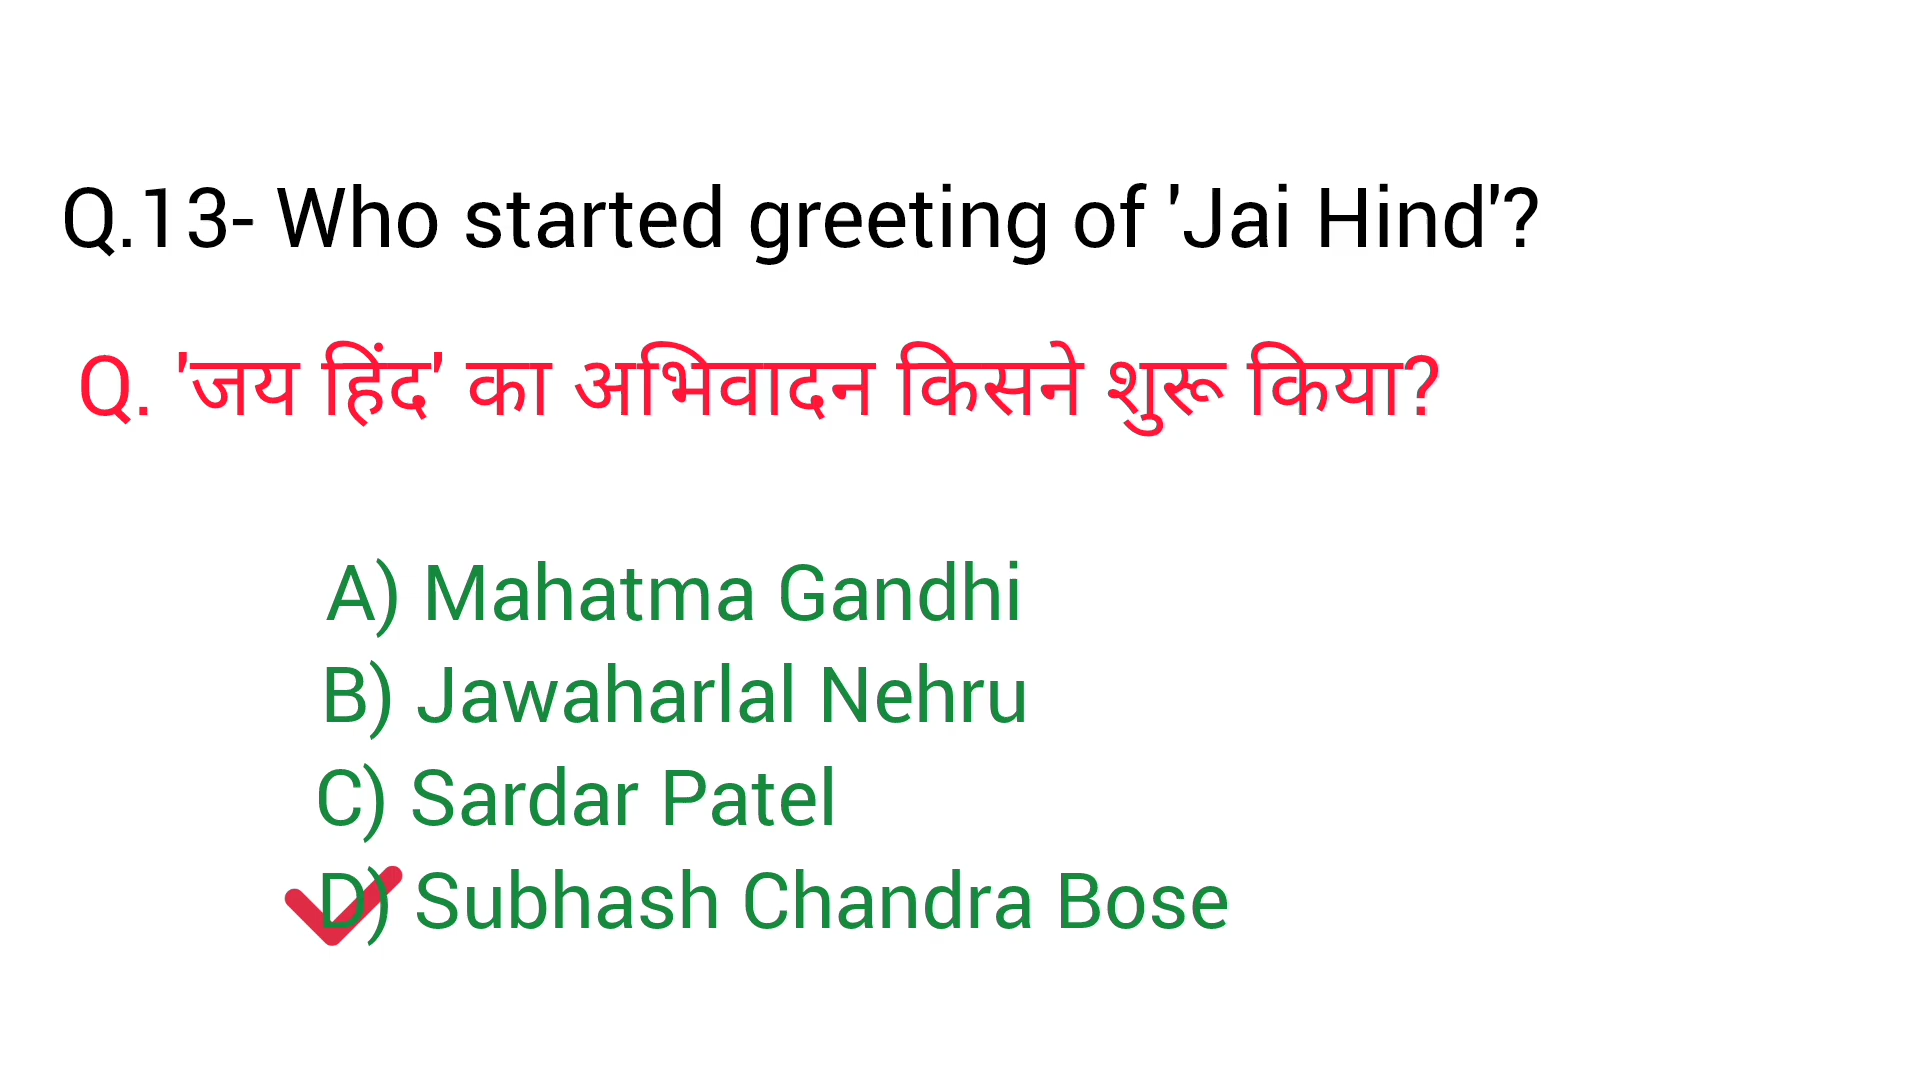 Q.13- Who started greeting of 'Jai Hind'?
Q. 'जय हिंद' का अभिवादन किसने शुरू किया?
A) Mahatma Gandhi
B) Jawaharlal Nehru
C) Sardar Patel
D) Subhash Chandra Bose